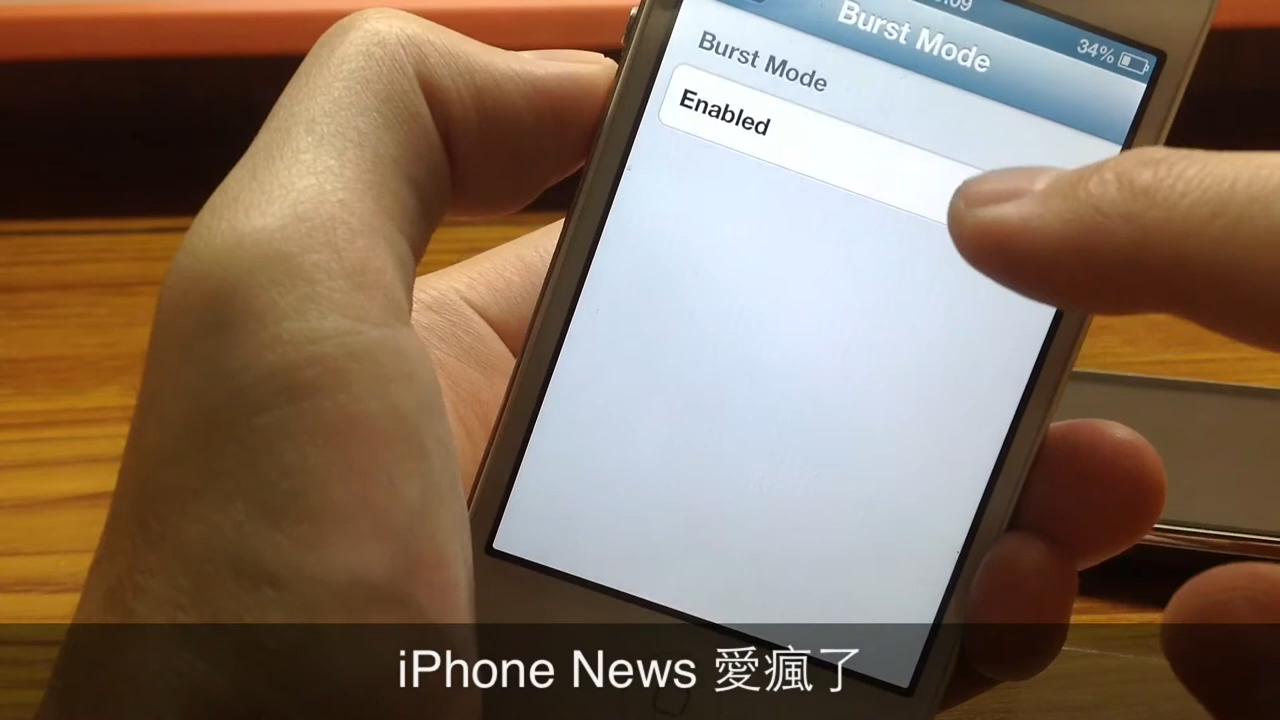 Burst Mode
34%
Burst Mode
Enabled
iPhone News 愛瘋了